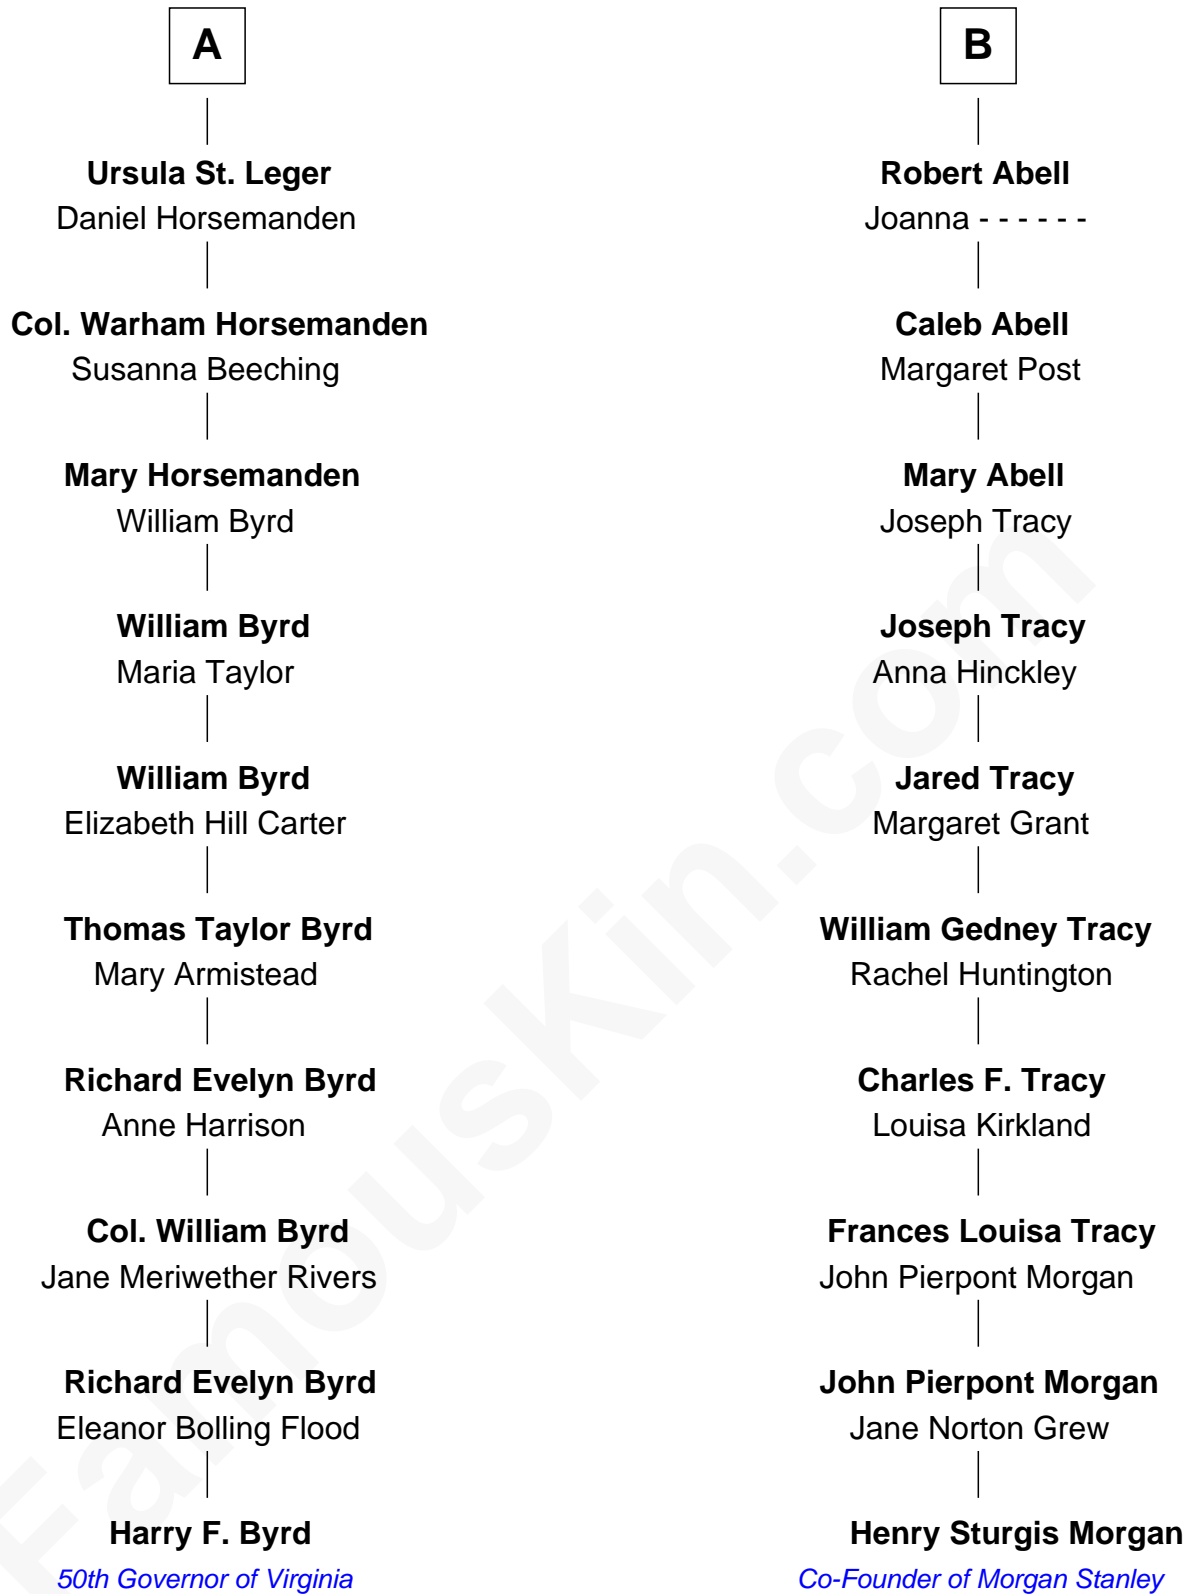 A
Ursula St. Leger
Daniel Horsemanden
Col. Warham Horsemanden
Susanna Beeching
Mary Horsemanden
William Byrd
William Byrd
Maria Taylor
William Byrd
Elizabeth Hill Carter
Thomas Taylor Byrd
Mary Armistead
Richard Evelyn Byrd
Anne Harrison
Col. William Byrd
Jane Meriwether Rivers
Richard Evelyn Byrd
Eleanor Bolling Flood
Harry F. Byrd
50th Governor of Virginia
B
Robert Abell
Joanna - - - - - -
Caleb Abell
Margaret Post
Mary Abell
Joseph Tracy
Joseph Tracy
Anna Hinckley
Jared Tracy
Margaret Grant
William Gedney Tracy
Rachel Huntington
Charles F. Tracy
Louisa Kirkland
Frances Louisa Tracy
John Pierpont Morgan
John Pierpont Morgan
Jane Norton Grew
Henry Sturgis Morgan
Co-Founder of Morgan Stanley
FamousKin.com